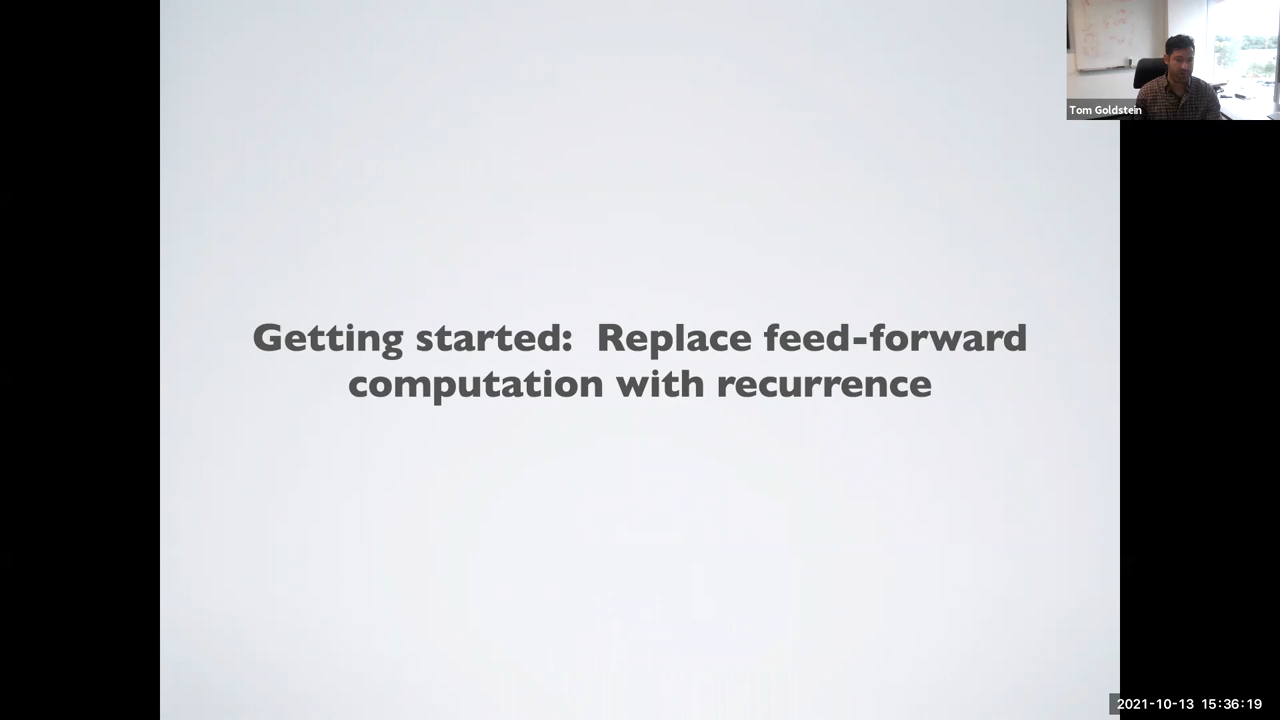 Tom Goldstein
Getting started:  Replace feed-forward
computation with recurrence
2021-10-13 15:36:19